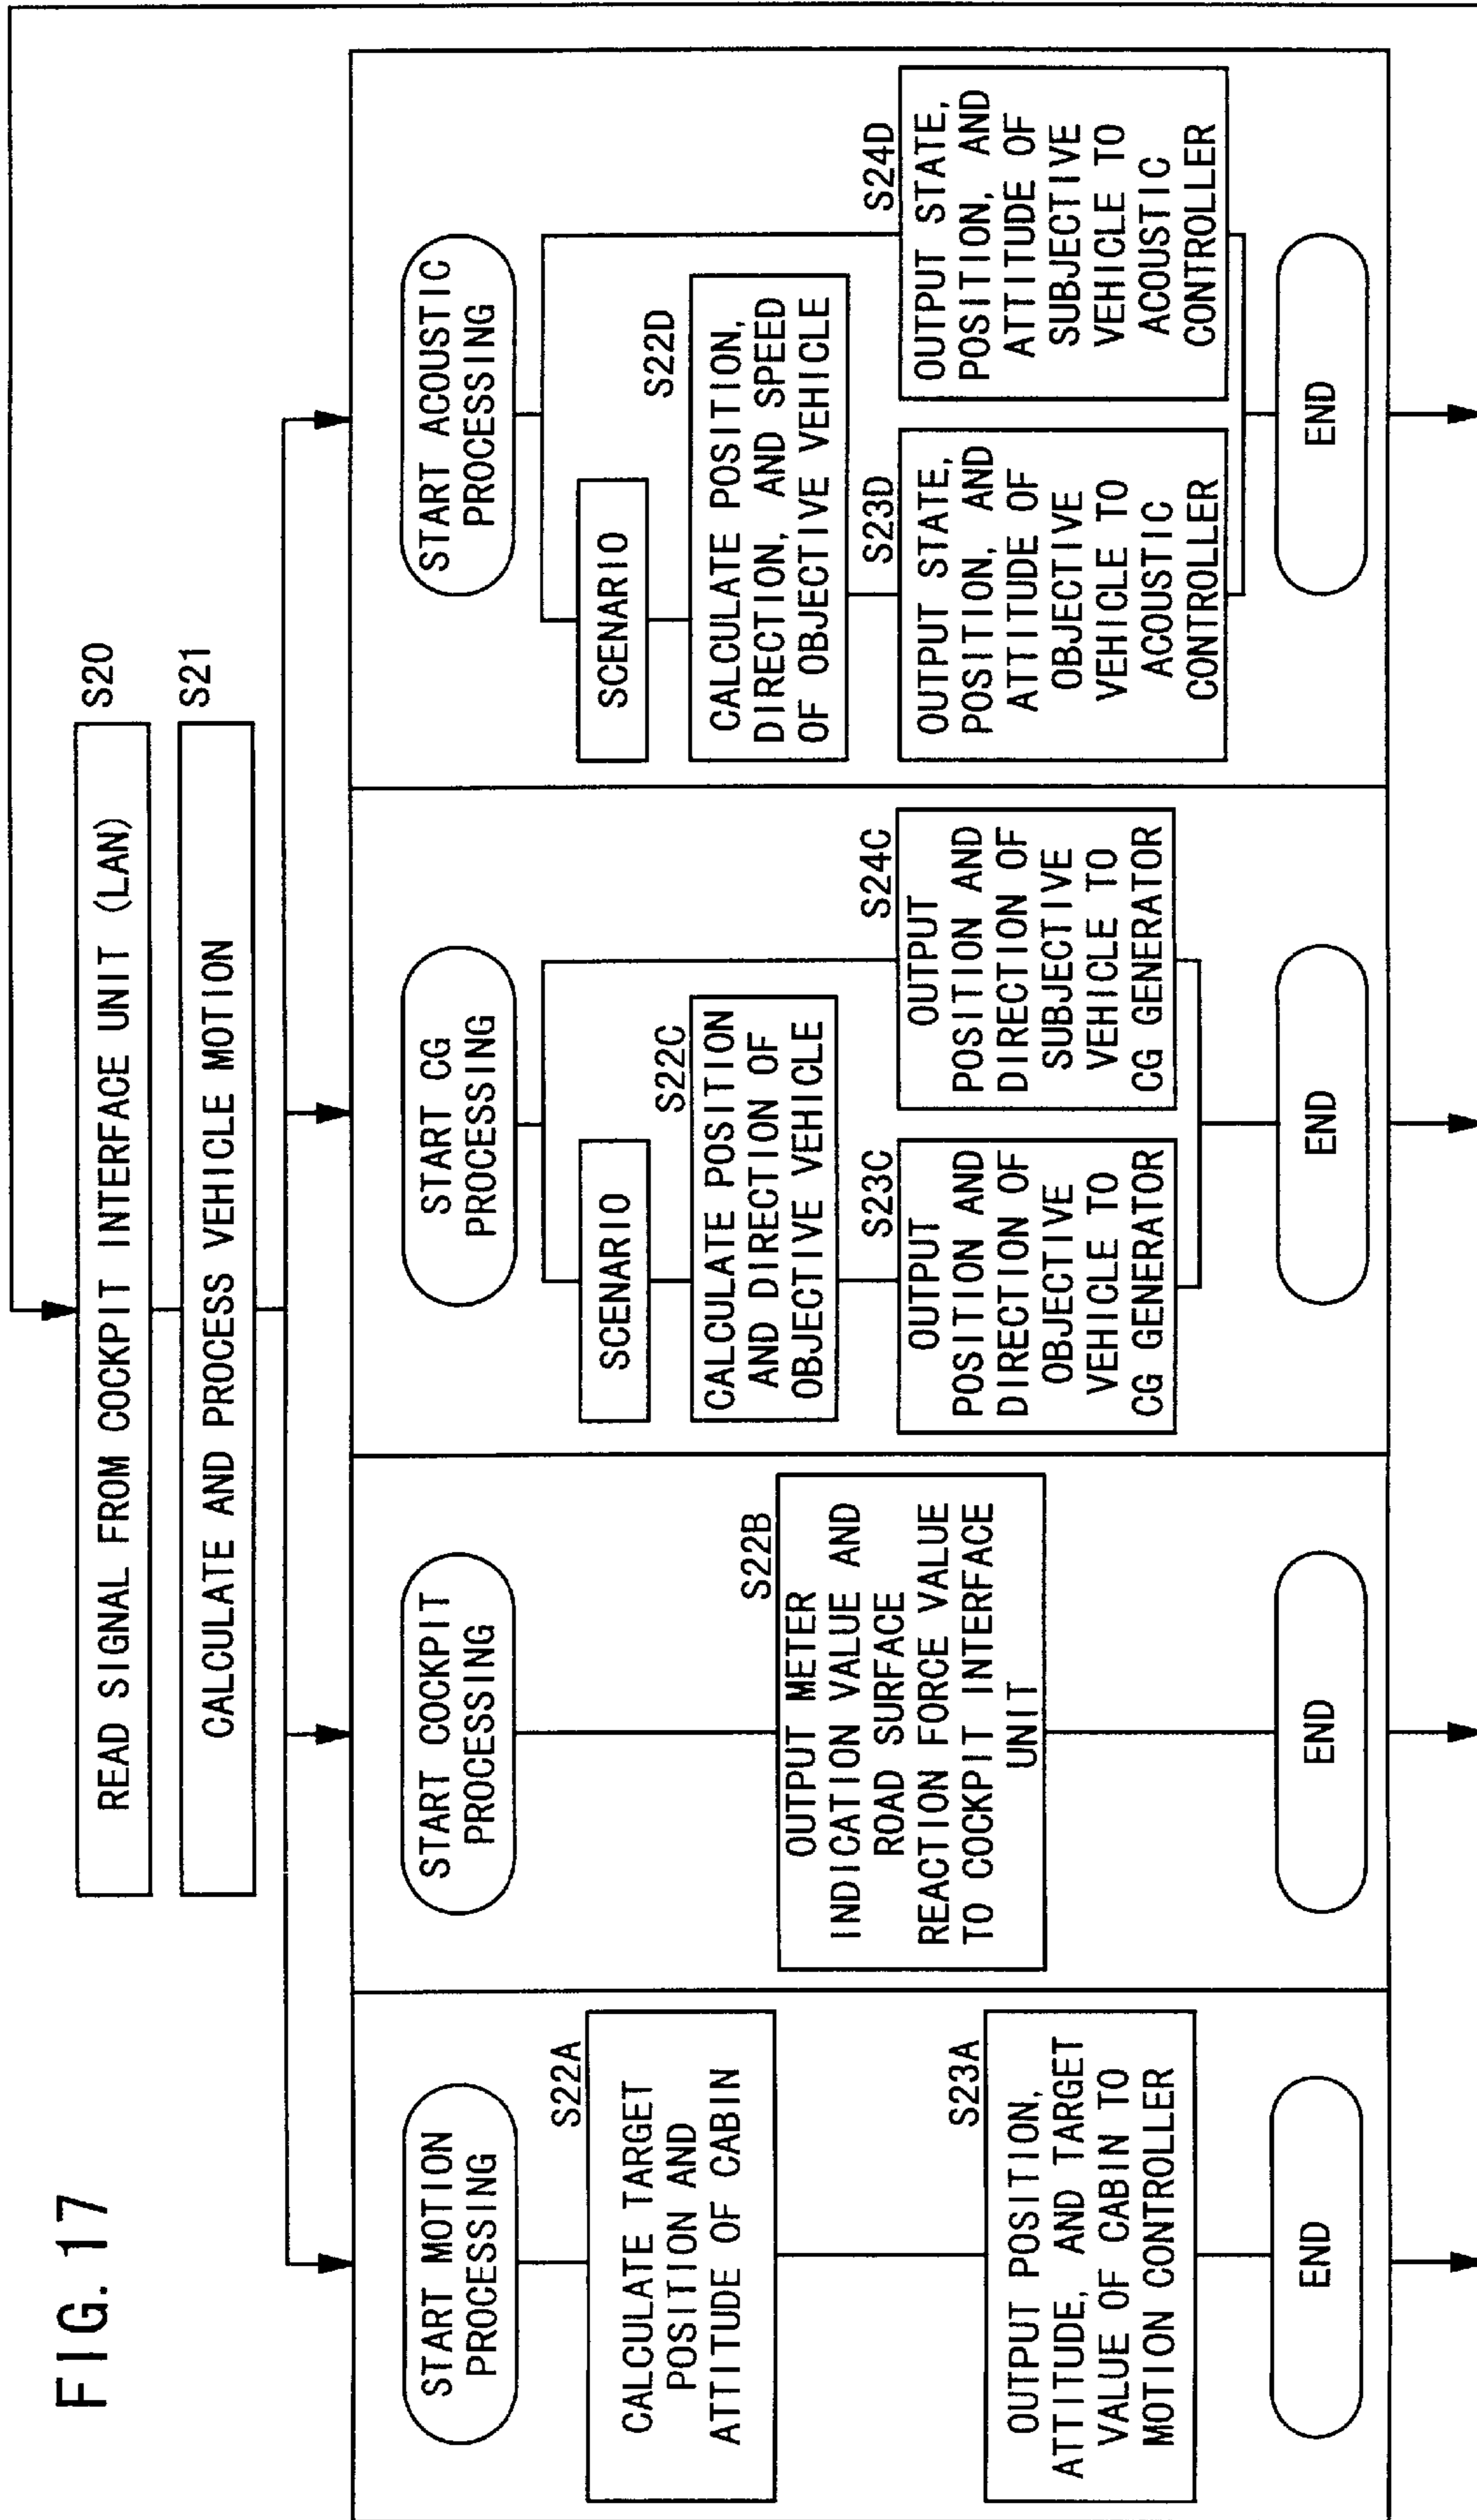 FIG.17
READ SIGNAL FROM COCKPIT INTERFACE UNIT (LAN)
S20
CALCULATE AND PROCESS VEHICLE MOTION
S21
START MOTION
PROCESSING
S22A
CALCULATE TARGET
POSITION AND
ATTITUDE OF CABIN
S23A
OUTPUT POSITION,
ATTITUDE, AND TARGET
VALUE OF CABIN TO
MOTION CONTROLLER
END
START COCKPIT
PROCESSING
S22B
OUTPUT METER
INDICATION VALUE AND
ROAD SURFACE
REACTION FORCE VALUE
TO COCKPIT INTERFACE
UNIT
END
START CG
PROCESSING
SCENARIO
S22C
CALCULATE POSITION
AND DIRECTION OF
OBJECTIVE VEHICLE
S23C
OUTPUT
POSITION AND
DIRECTION OF
OBJECTIVE
VEHICLE TO
CG GENERATOR
S24C
OUTPUT
POSITION AND
DIRECTION OF
SUBJECTIVE
VEHICLE TO
CG GENERATOR
END
START ACOUSTIC
PROCESSING
SCENARIO
S22D
CALCULATE POSITION,
DIRECTION, AND SPEED
OF OBJECTIVE VEHICLE
S23D
OUTPUT STATE,
POSITION, AND
ATTITUDE OF
OBJECTIVE
VEHICLE TO
ACOUSTIC
CONTROLLER
S24D
OUTPUT STATE,
POSITION, AND
ATTITUDE OF
SUBJECTIVE
VEHICLE TO
ACOUSTIC
CONTROLLER
END